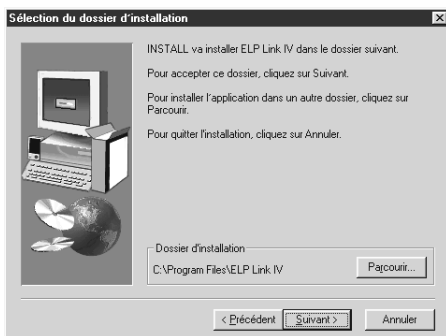 Sélection du dossier d'installation
INSTALL va installer ELP Link IV dans le dossier suivant.
Pour accepter ce dossier, cliquez sur Suivant.
Pour installer l'application dans un autre dossier, cliquez sur
Parcourir.
Pour quitter l'installation, cliquez sur Annuler.
Dossier d'installation
C:\Program Files\ELP Link IV
Parcourir...
< Précédent
Suivant >
Annuler